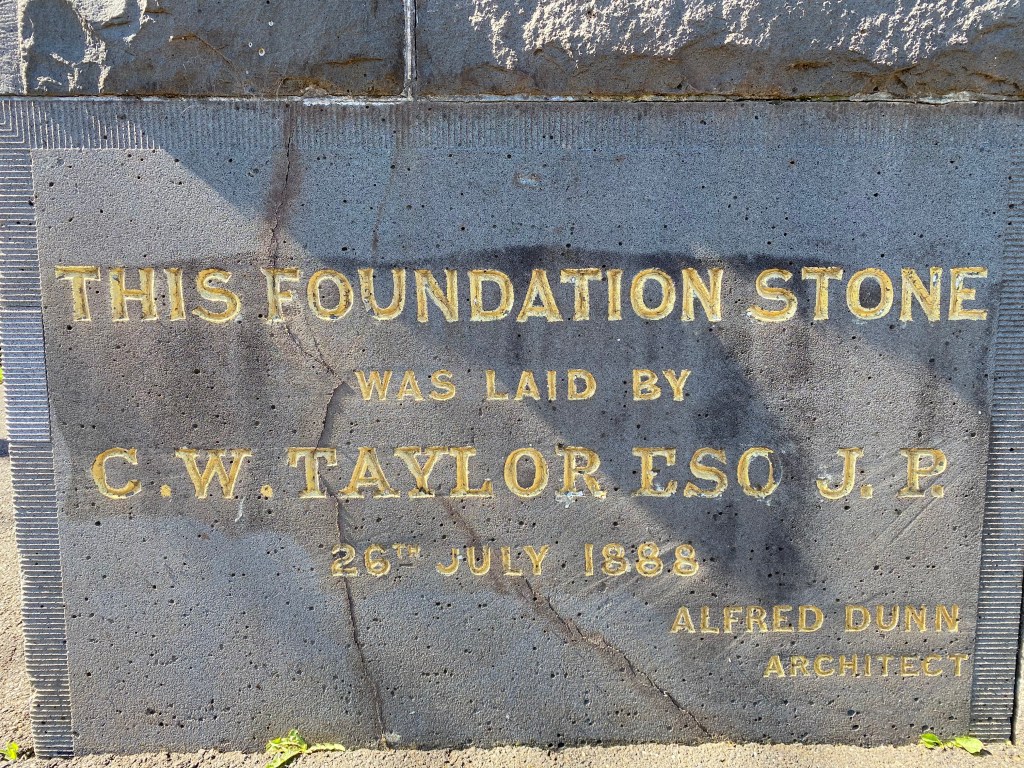 THIS FOUNDATION STONE
WAS LAID BY
C.W. TAYLOR ESQ J.P.
26TH JULY 1888
ALFRED DUNN
ARCHITECT